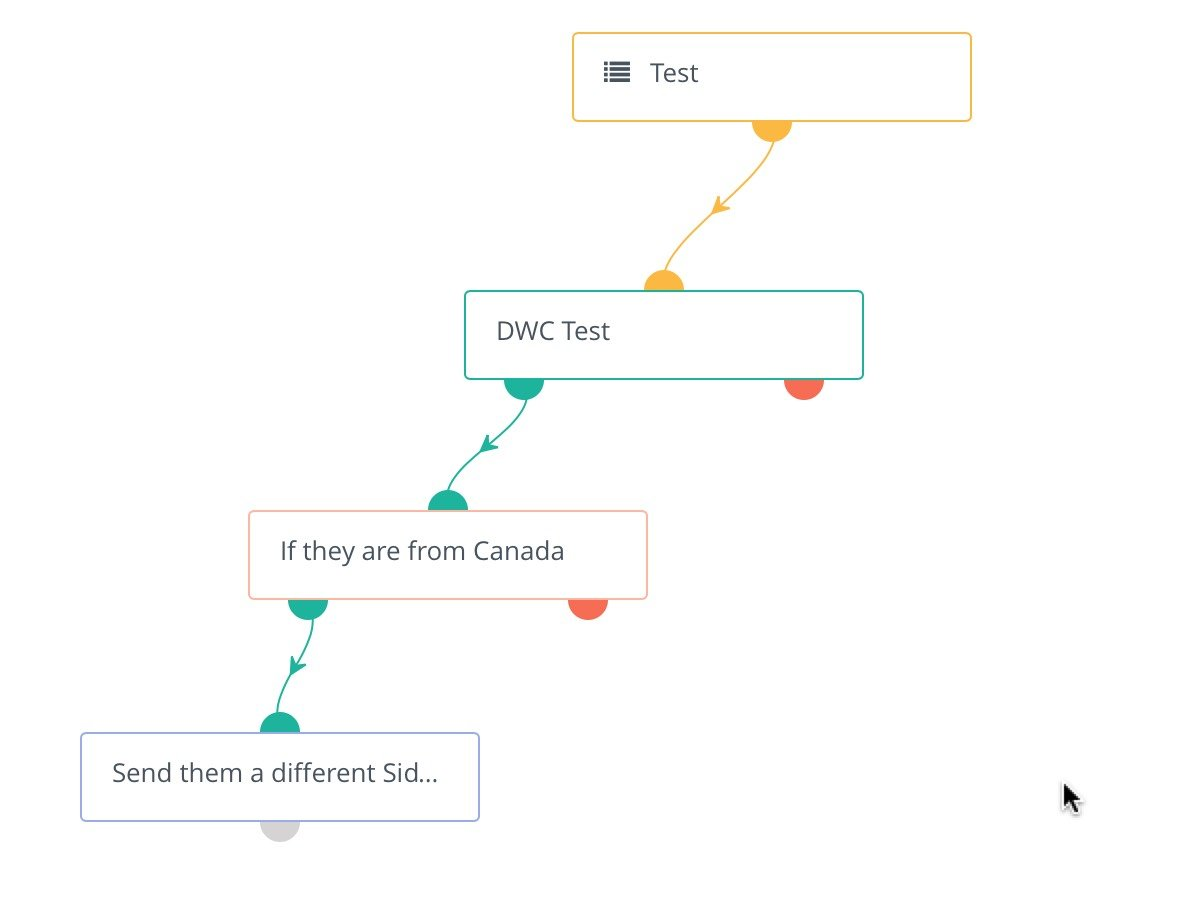 Test
DWC Test
If they are from Canada
Send them a different Sid...